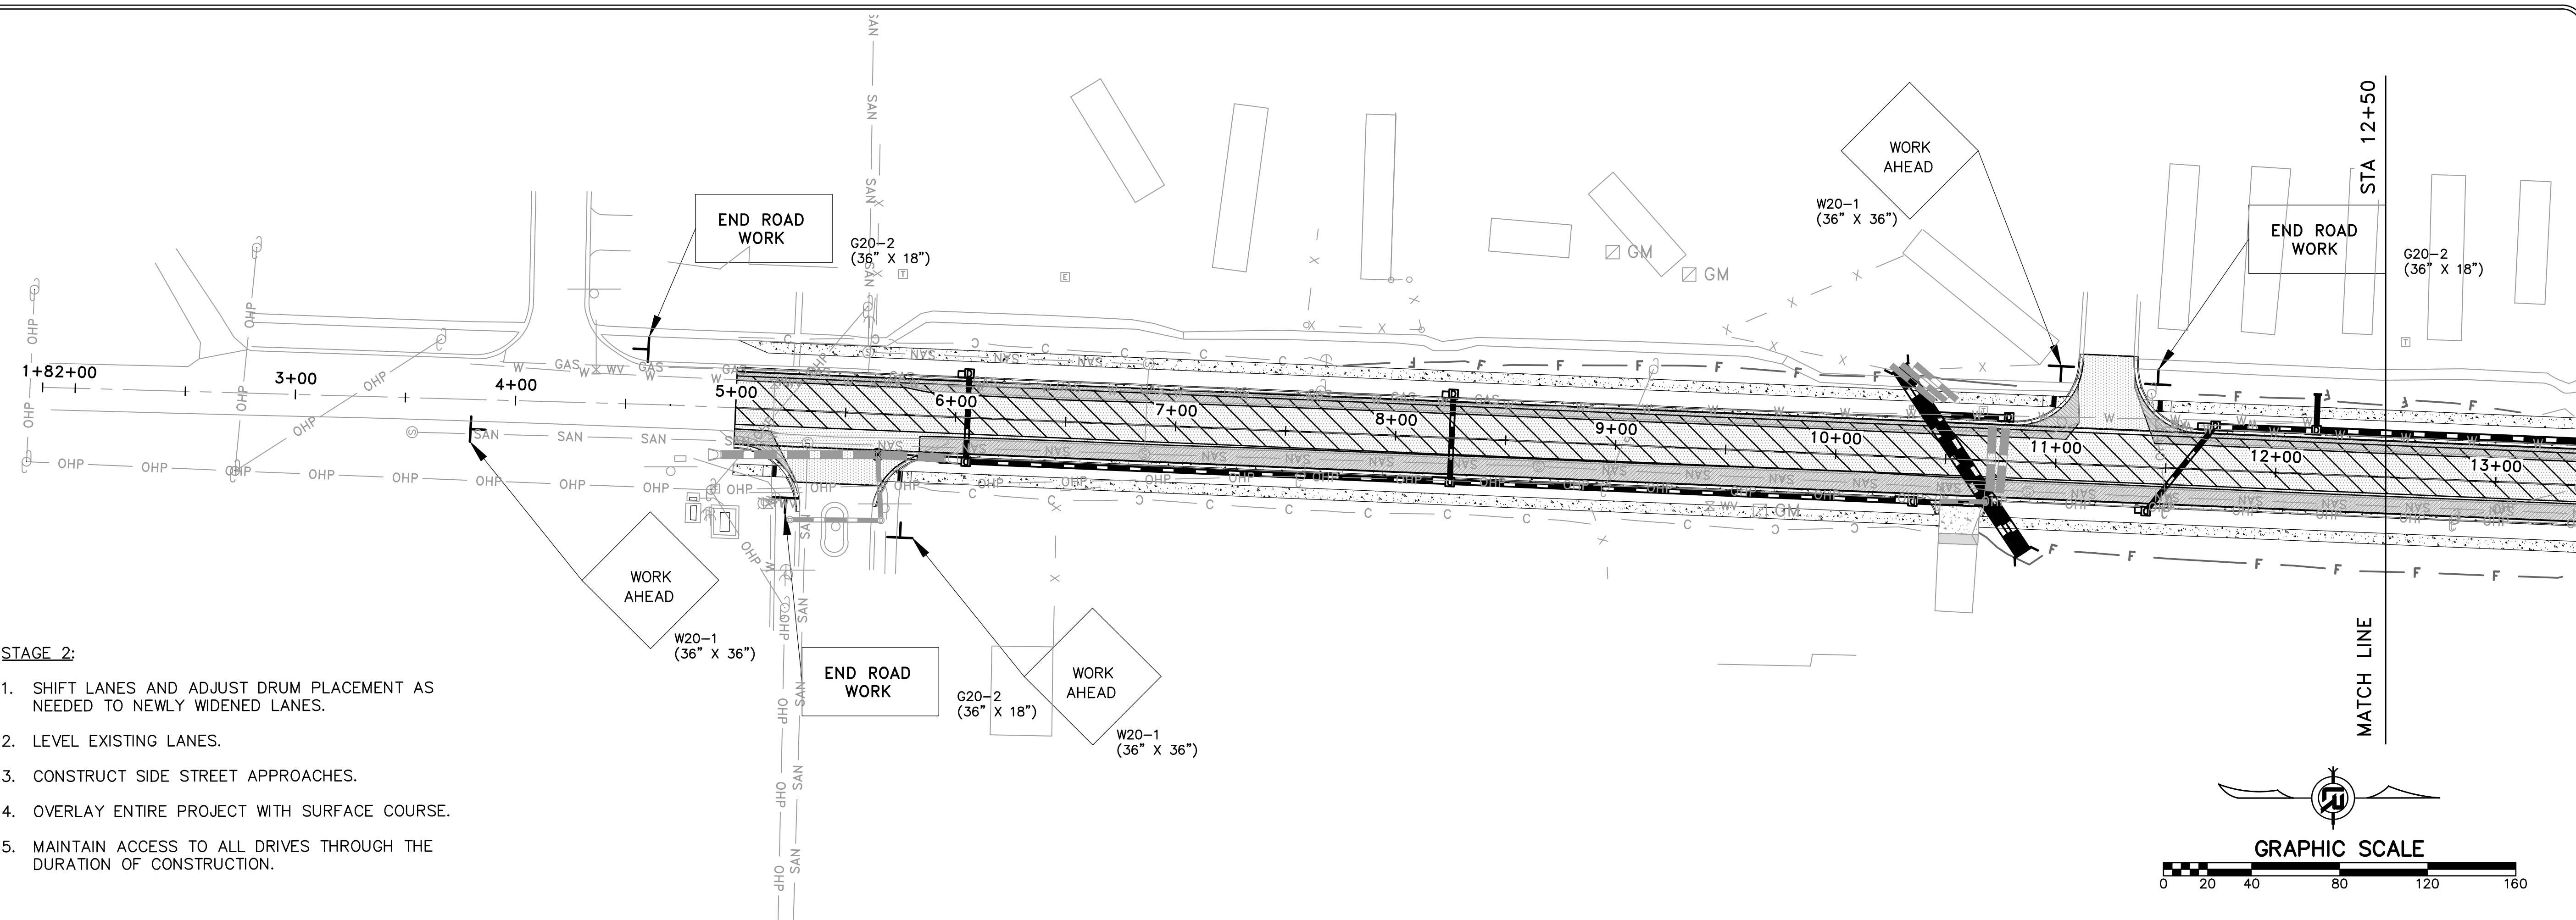 STA 12+50
MATCH LINE
WORK
AHEAD
W20-1
(36" X 36")
END ROAD
WORK
G20-2
(36" X 18")
END ROAD
WORK
G20-2
(36" X 18")
GM
GM
1+82+00
3+00
4+00
5+00
6+00
7+00
8+00
9+00
10+00
11+00
12+00
13+00
WORK
AHEAD
W20-1
(36" X 36")
END ROAD
WORK
G20-2
(36" X 18")
WORK
AHEAD
W20-1
(36" X 36")
GM
OHP
SAN
GAS
W
WV
C
F
X
T
E
S
STAGE 2:
1. SHIFT LANES AND ADJUST DRUM PLACEMENT AS
NEEDED TO NEWLY WIDENED LANES.
2. LEVEL EXISTING LANES.
3. CONSTRUCT SIDE STREET APPROACHES.
4. OVERLAY ENTIRE PROJECT WITH SURFACE COURSE.
5. MAINTAIN ACCESS TO ALL DRIVES THROUGH THE
DURATION OF CONSTRUCTION.
GRAPHIC SCALE
0 20 40 80 120 160